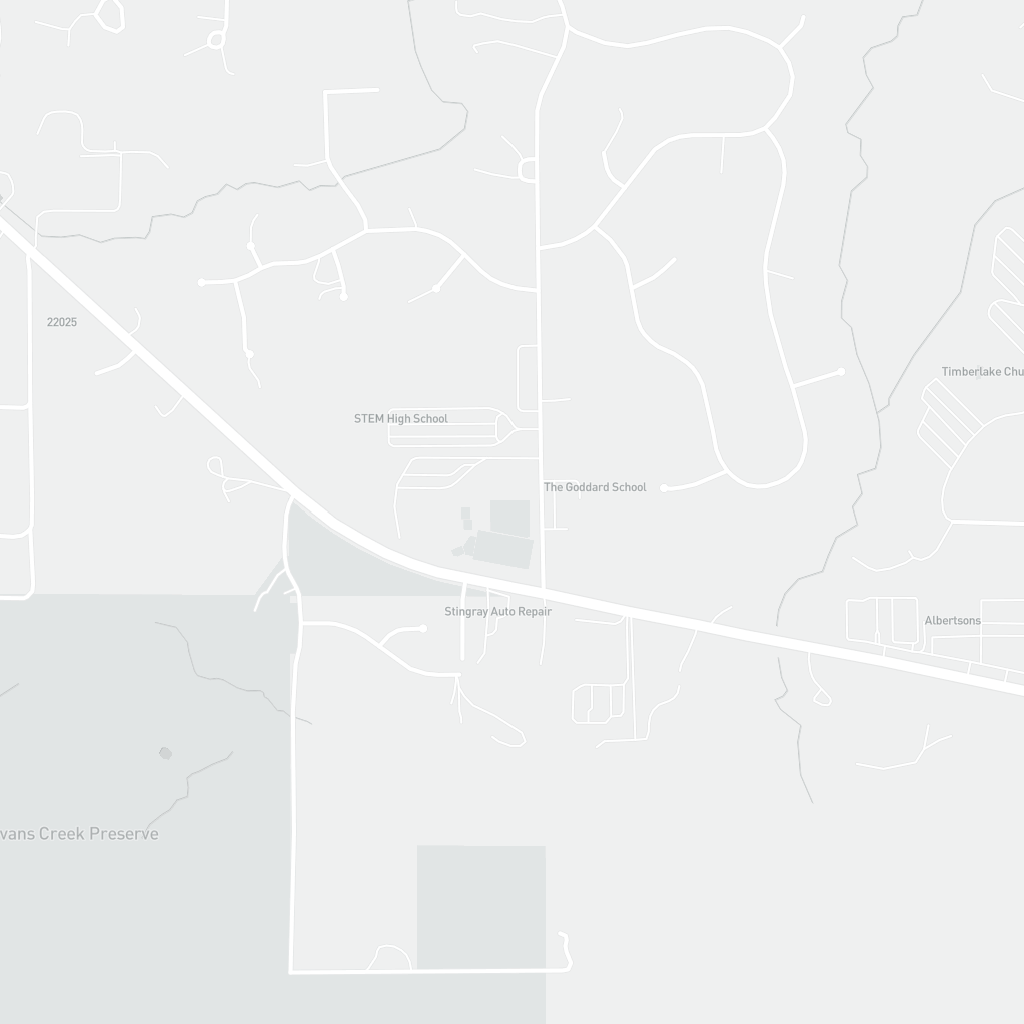 22025
Timberlake Chu
STEM High School
The Goddard School
Stingray Auto Repair
Albertsons
vans Creek Preserve